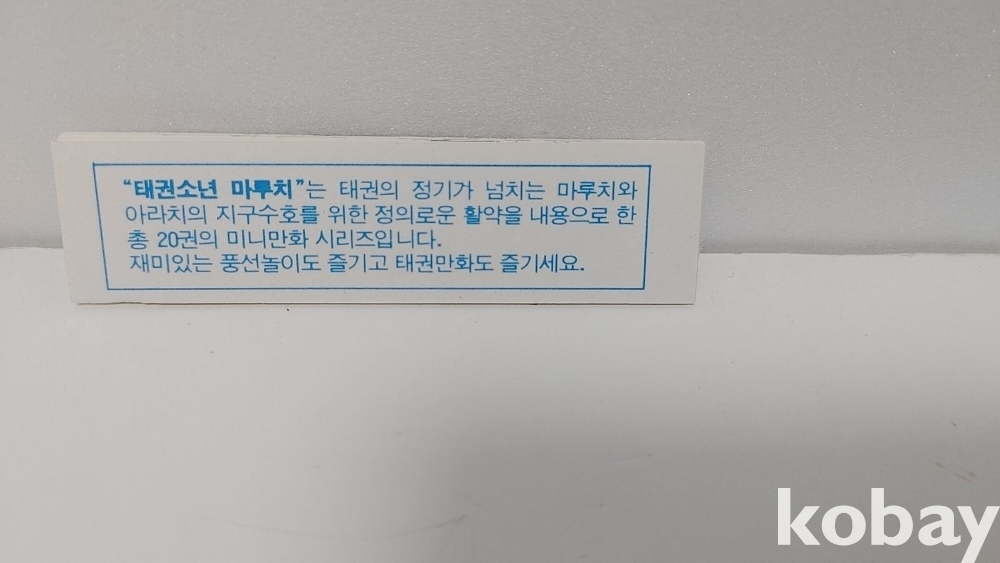 “태권소년 마루치”는 태권의 정기가 넘치는 마루치와
아라치의 지구수호를 위한 정의로운 활약을 내용으로 한
총 20권의 미니만화 시리즈입니다.
재미있는 풍선놀이도 즐기고 태권만화도 즐기세요.
kobay